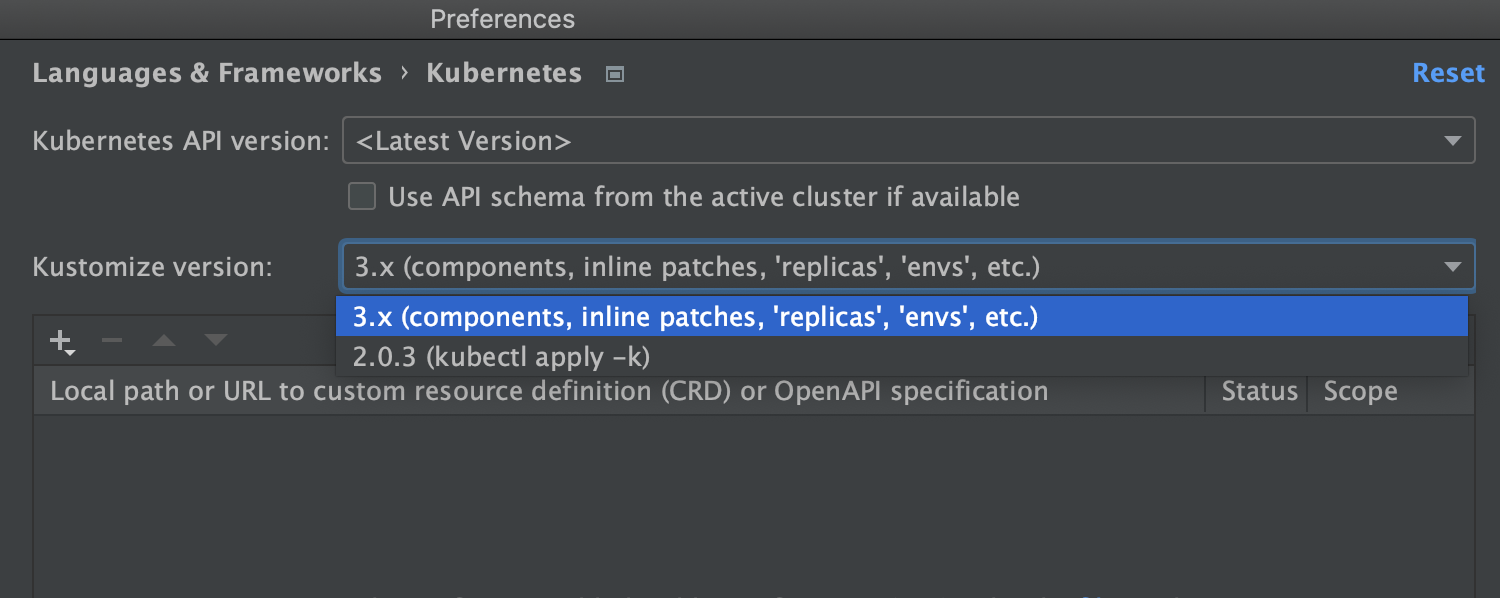 Preferences
Languages & Frameworks › Kubernetes
Reset
Kubernetes API version: <Latest Version>
Use API schema from the active cluster if available
Kustomize version: 3.x (components, inline patches, 'replicas', 'envs', etc.)
3.x (components, inline patches, 'replicas', 'envs', etc.)
2.0.3 (kubectl apply –k)
Local path or URL to custom resource definition (CRD) or OpenAPI specification Status Scope